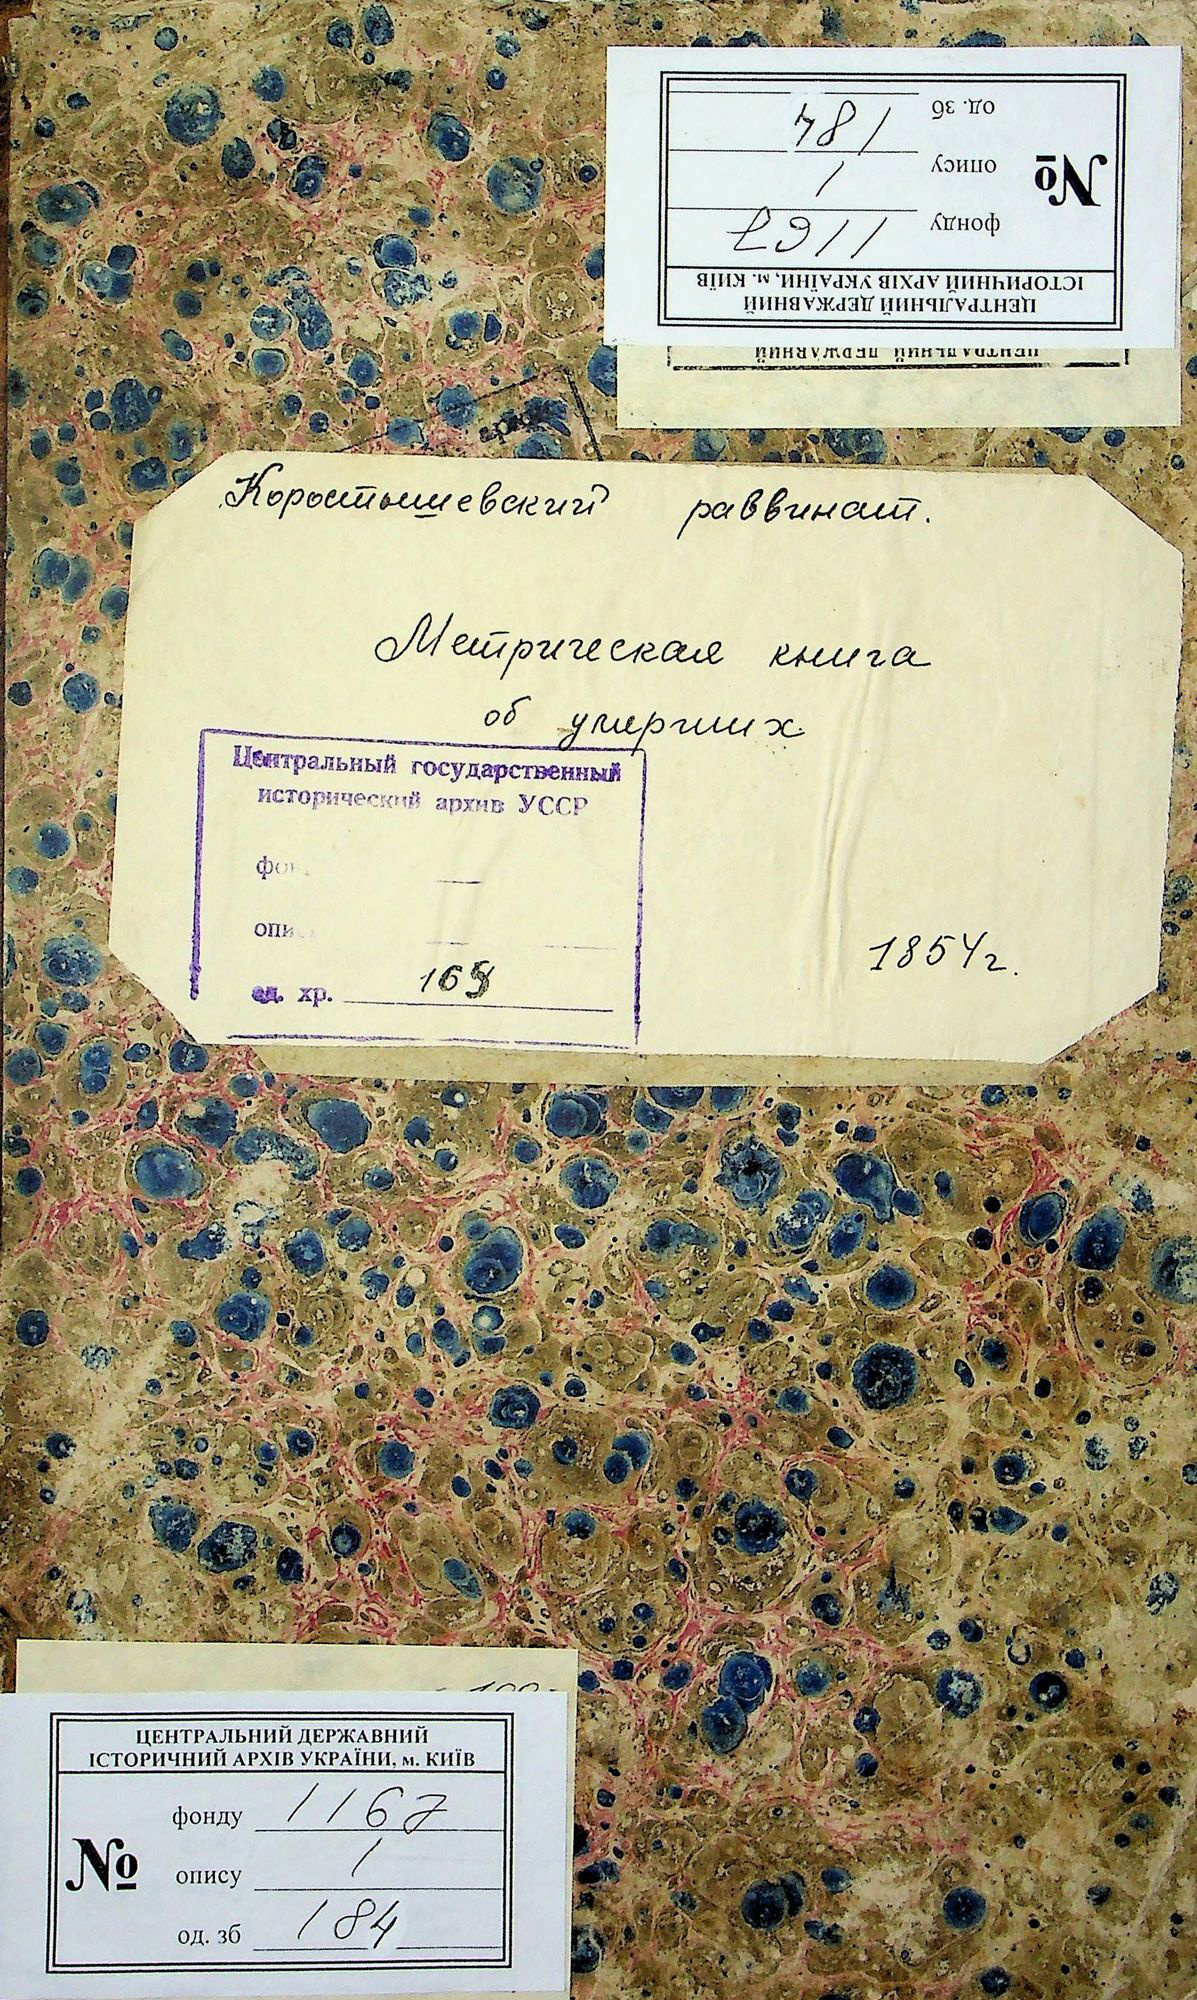 ЦЕНТРАЛЬНИЙ ДЕРЖАВНИЙ
ІСТОРИЧНИЙ АРХІВ УКРАЇНИ, м. КИЇВ
№
фонду 1167
опису 1
од. зб 184
ЦЕНТРАЛЬНИЙ ДЕРЖАВНИЙ
Коростышевский раввинат.
Метрическая книга
об умерших
Центральный государственный
исторический архив УССР
ед. хр.
1854г.
ЦЕНТРАЛЬНИЙ ДЕРЖАВНИЙ
ІСТОРИЧНИЙ АРХІВ УКРАЇНИ, м. КИЇВ
№
фонду 1167
опису 1
од. зб 184